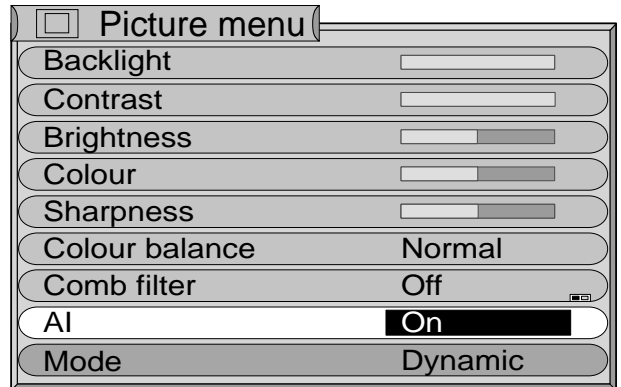 Picture menu
Backlight
Contrast
Brightness
Colour
Sharpness
Colour balance Normal
Comb filter Off
AI On
Mode Dynamic